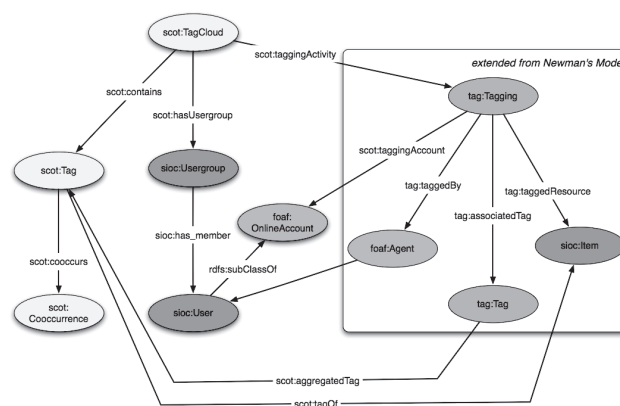 scot:TagCloud
scot:taggingActivity
extended from Newman's Mode
scot:contains
tag:Tagging
scot:hasUsergroup
scot:taggingAccount
scot:Tag
sioc:Usergroup
tag:taggedBy
tag:taggedResource
tag:associatedTag
foaf:
OnlineAccount
sioc:has_member
foaf:Agent
sioc:Item
scot:cooccurs
rdfs:subClassOf
scot:
Cooccurrence
sioc:User
tag:Tag
scot:aggregatedTag
scot:tagOf